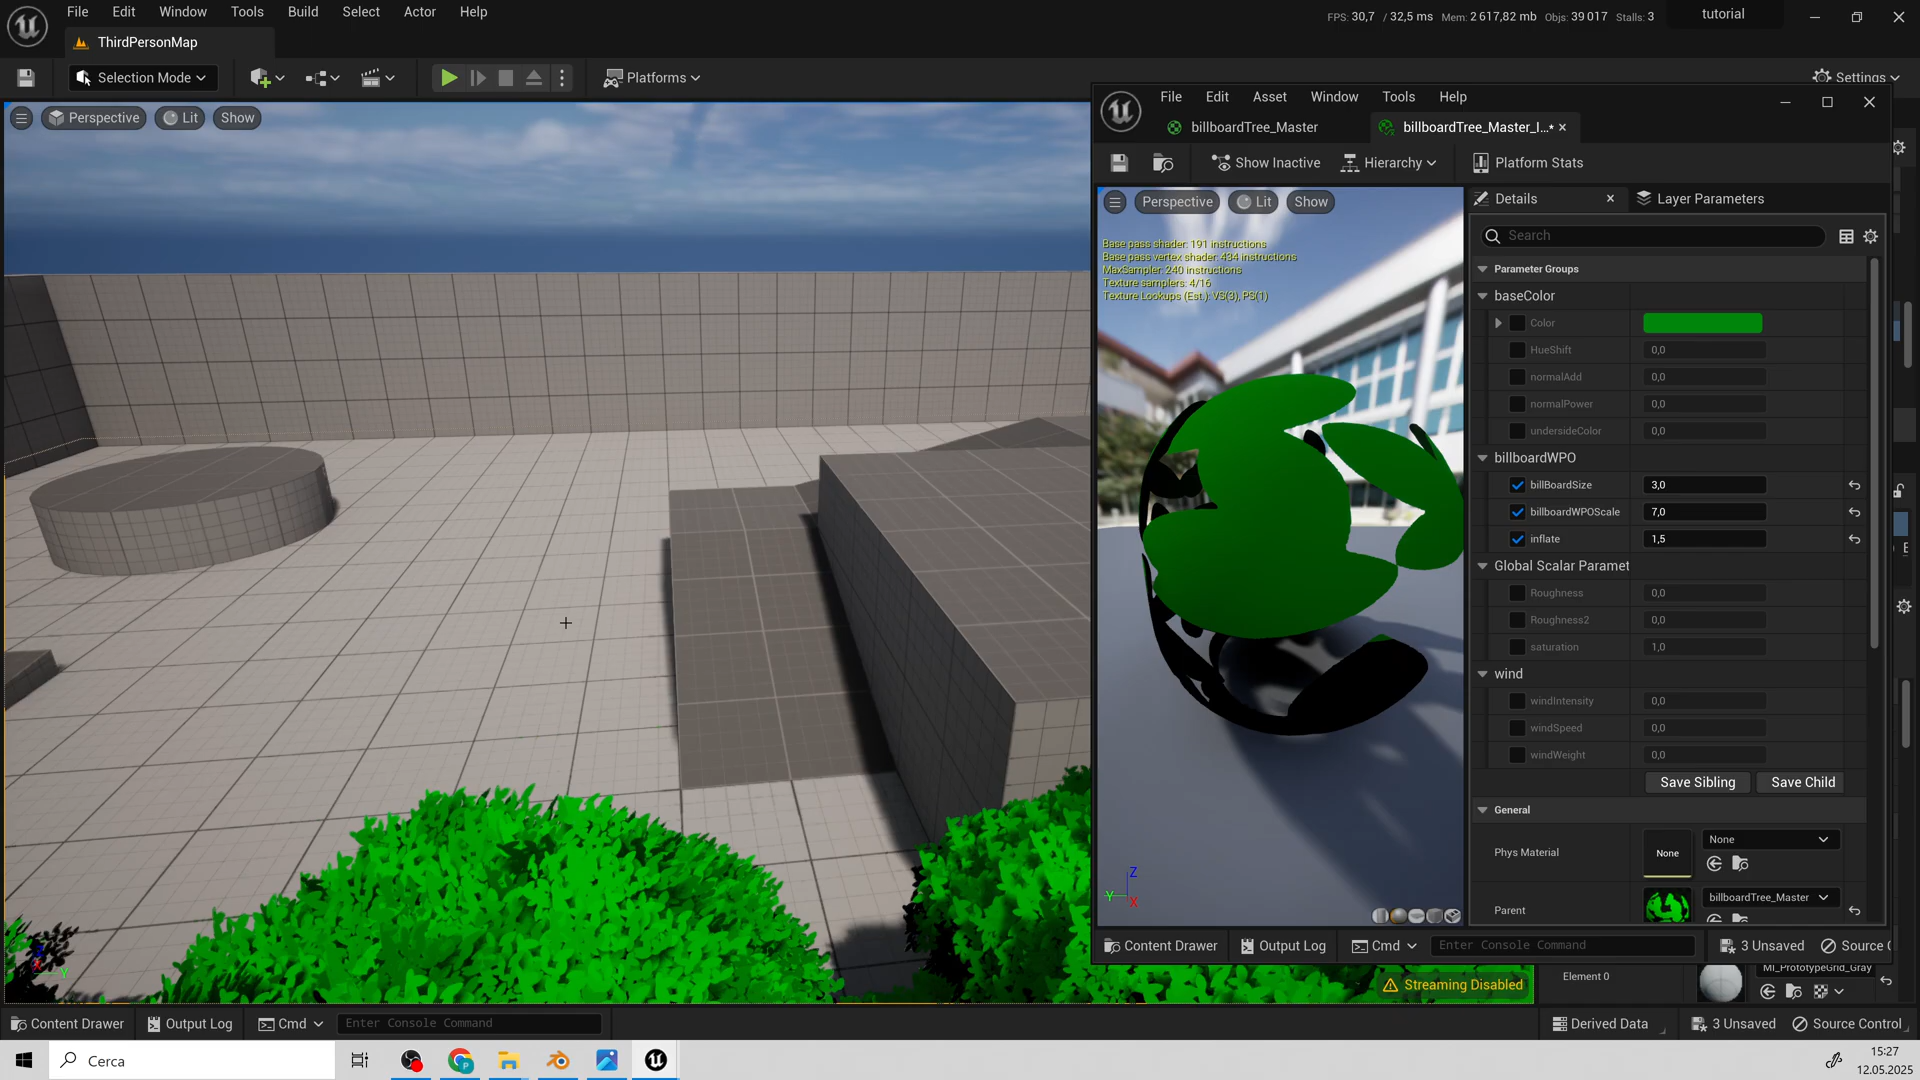 File Edit Window Tools Build Select Actor Help
FPS: 30,7 / 32,5 ms Mem: 2 617,82 mb Objs: 39 017 Stalls: 3
tutorial
ThirdPersonMap
Selection Mode
Platforms
Settings
Perspective Lit Show
File Edit Asset Window Tools Help
billboardTree_Master
billboardTree_Master_I...*
Show Inactive Hierarchy Platform Stats
Perspective Lit Show
Base pass shader: 191 instructions
Base pass vertex shader: 434 instructions
MaxSampler: 240 instructions
Texture samplers: 4/16
Texture Lookups (Est.): VS(3), PS(1)
Details Layer Parameters
Search
Parameter Groups
baseColor
Color
HueShift 0,0
normalAdd 0,0
normalPower 0,0
undersideColor 0,0
billboardWPO
billBoardSize 3,0
billboardWPOScale 7,0
inflate 1,5
Global Scalar Paramet
Roughness 0,0
Roughness2 0,0
saturation 1,0
wind
windIntensity 0,0
windSpeed 0,0
windWeight 0,0
Save Sibling Save Child
General
Phys Material None None
Parent billboardTree_Master
Z
Y X
Content Drawer Output Log Cmd Enter Console Command 3 Unsaved Source
Y
X
Streaming Disabled
Element 0 MI_PrototypeGrid_Gray
Content Drawer Output Log Cmd Enter Console Command Derived Data 3 Unsaved Source Control
Cerca
15:27
12.05.2025